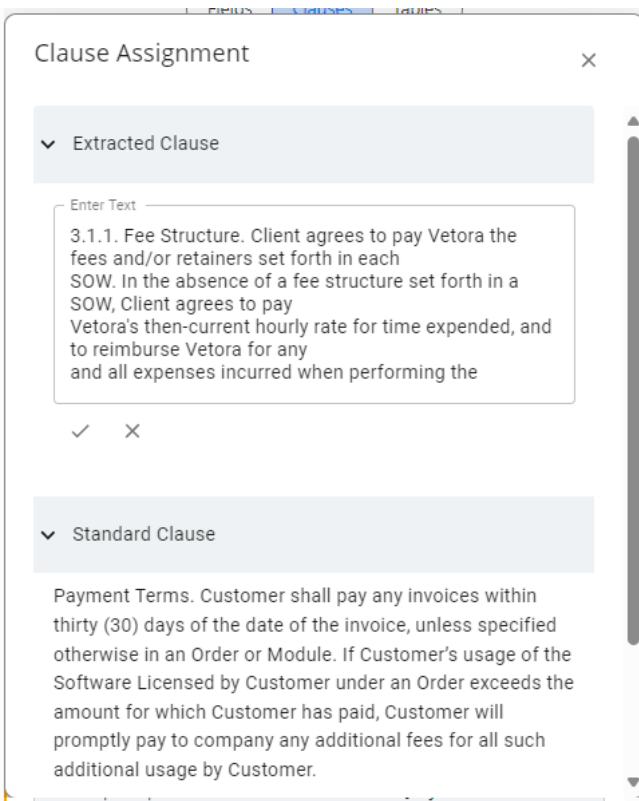 Fields Clauses Tables
Clause Assignment
Extracted Clause
Enter Text
3.1.1. Fee Structure. Client agrees to pay Vetora the
fees and/or retainers set forth in each
SOW. In the absence of a fee structure set forth in a
SOW, Client agrees to pay
Vetora's then-current hourly rate for time expended, and
to reimburse Vetora for any
and all expenses incurred when performing the
Standard Clause
Payment Terms. Customer shall pay any invoices within
thirty (30) days of the date of the invoice, unless specified
otherwise in an Order or Module. If Customer’s usage of the
Software Licensed by Customer under an Order exceeds the
amount for which Customer has paid, Customer will
promptly pay to company any additional fees for all such
additional usage by Customer.